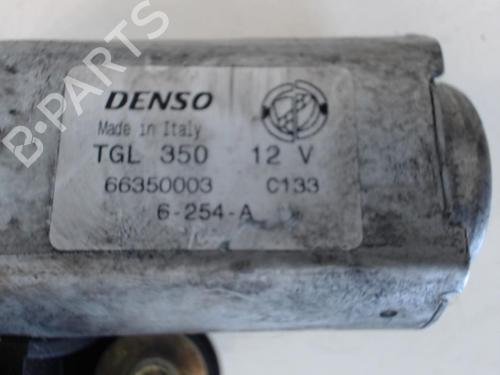 B-PARTS
DENSO
Made in Italy
TGL 350 12 V
66350003 C133
6-254-A